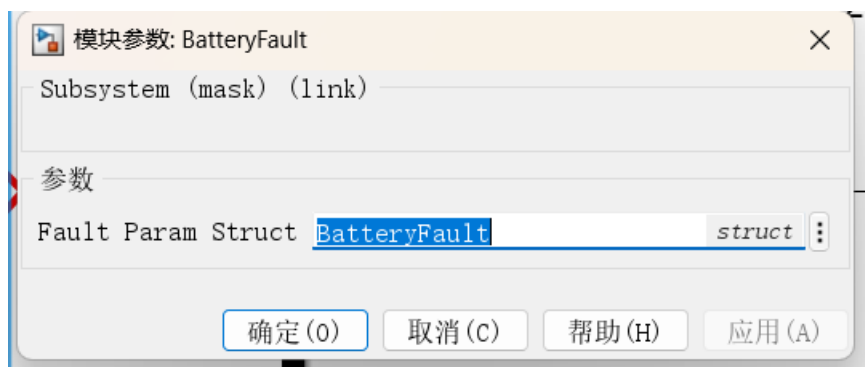 模块参数: BatteryFault
Subsystem (mask) (link)
参数
Fault Param Struct BatteryFault struct
确定(O) 取消(C) 帮助(H) 应用(A)